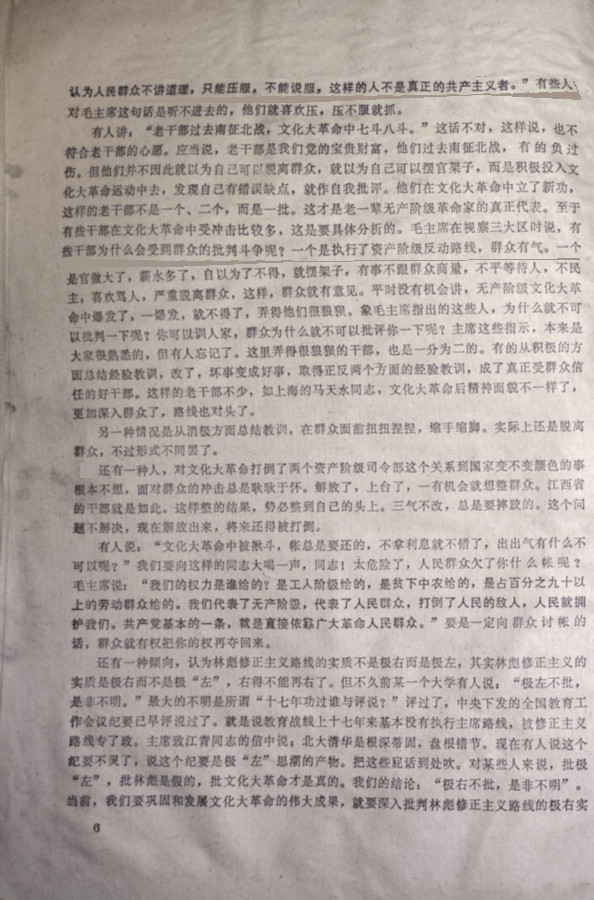 认为人民群众不讲道理，只能压服，不能说服，这样的人不是真正的共产主义者。”有些人
对毛主席这句话是听不进去的，他们就喜欢压，压不服就抓。
有人讲：“老干部过去南征北战，文化大革命中七斗八斗。”这话不对，这样说，也不
符合老干部的心愿。应当说，老干部是我们党的宝贵财富，他们过去南征北战，有的负过
伤。但他们并不因此就以为自己可以脱离群众，就以为自己可以摆官架子，而是积极投入文
化大革命运动中去，发现自己有错误缺点，就作自我批评。他们在文化大革命中立了新功，
这样的老干部不是一个、二个，而是一批。这才是老一辈无产阶级革命家的真正代表。至于
有些干部在文化大革命中受冲击比较多，这是要具体分析的。毛主席在视察三大区时说，有
些干部为什么会受到群众的批判斗争呢？一个是执行了资产阶级反动路线，群众有气。一个
是官做大了，薪水多了，自以为了不得，就摆架子，有事不跟群众商量，不平等待人，不民
主，喜欢骂人，严重脱离群众，这样，群众就有意见。平时没有机会讲，无产阶级文化大革
命中爆发了，一爆发，就不得了，弄得他们很狼狈。象毛主席指出的这些人，为什么就不可
以批判一下呢？你可以训人家，群众为什么就不可以批评你一下呢？主席这些指示，本来是
大家很熟悉的，但有人忘记了。这里弄得很狼狈的干部，也是一分为二的。有的从积极的方
面总结经验教训，改了，坏事变成好事，取得正反两个方面的经验教训，成了真正受群众信
任的好干部。这样的老干部不少，如上海的马天水同志，文化大革命后精神面貌不一样了，
更加深入群众了，路线也对头了。
另一种情况是从消极方面总结教训，在群众面前扭扭捏捏，缩手缩脚。实际上还是脱离
群众，不过形式不同罢了。
还有一种人，对文化大革命打倒了两个资产阶级司令部这个关系到国家变不变颜色的事
根本不想，面对群众的冲击总是耿耿于怀。解放了，上台了，一有机会就想整群众。江西省
的干部就是如此。这样整的结果，势必整到自己的头上。三气不改，总是要摔跤的。这个问
题不解决，现在解放出来，将来还得被打倒。
有人说：“文化大革命中被揪斗，帐总是要还的，不拿利息就不错了，出出气有什么不
可以呢？”我们要向这样的同志大喝一声，同志！太危险了，人民群众欠了你什么帐呢？
毛主席说：“我们的权力是谁给的？是工人阶级给的，是贫下中农给的，是占百分之九十以
上的劳动群众给的。我们代表了无产阶级，代表了人民群众，打倒了人民的敌人，人民就拥
护我们。共产党基本的一条，就是直接依靠广大革命人民群众。”要是一定向群众讨帐的
话，群众就有权把你的权再夺回来。
还有一种倾向，认为林彪修正主义路线的实质不是极右而是极左，其实林彪修正主义的
实质是极右而不是极“左”，右得不能再右了。但不久前某一个大学有人说：“极左不批，
是非不明。”最大的不明是所谓“十七年功过谁与评说？”评过了，中央下发的全国教育工
作会议纪要已早评说过了。就是说教育战线上十七年来基本没有执行主席路线，被修正主义
路线专了政。主席致江青同志的信中说：北大清华是根深蒂固，盘根错节。现在有人说这个
纪要不灵了，说这个纪要是极“左”思潮的产物。把这些屁话到处吹。对某些人来说，批极
“左”，批林彪是假的，批文化大革命才是真的。我们的结论：“极右不批，是非不明”。
当前，我们要巩固和发展文化大革命的伟大成果，就要深入批判林彪修正主义路线的极右实
6